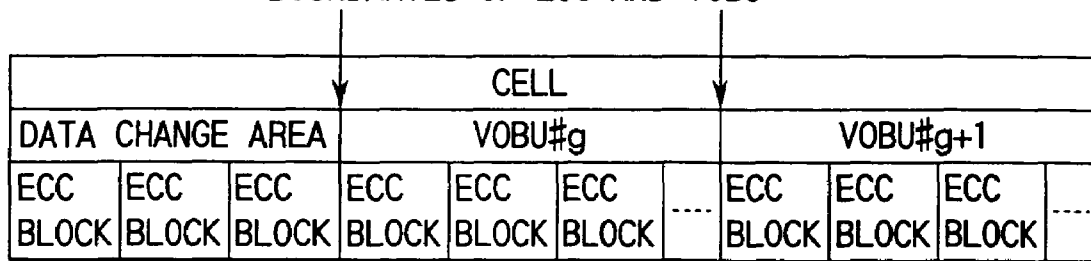 BOUNDARIES OF ECC AND VOBU
CELL
DATA CHANGE AREA VOBU#g VOBU#g+1
ECC ECC ECC ECC ECC ECC ECC ECC ECC
BLOCK BLOCK BLOCK BLOCK BLOCK BLOCK BLOCK BLOCK BLOCK